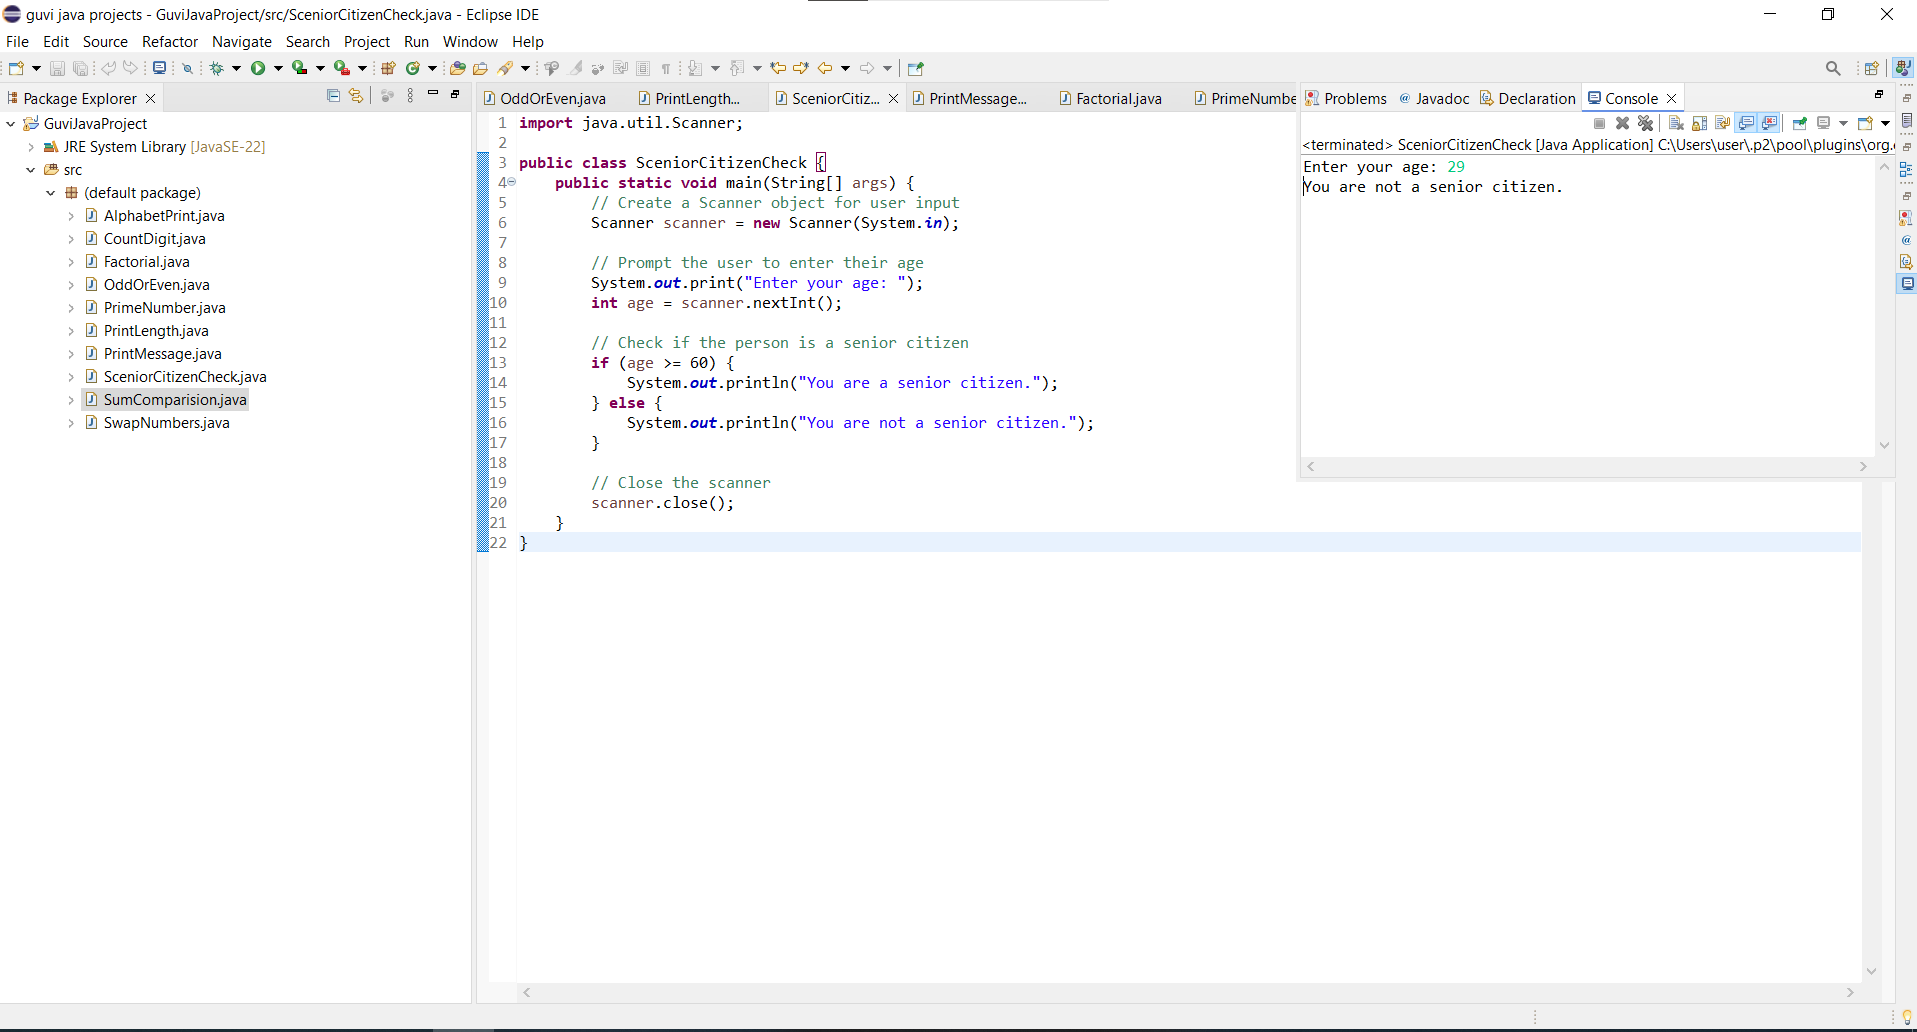 guvi java projects - GuviJavaProject/src/SceniorCitizenCheck.java - Eclipse IDE
File Edit Source Refactor Navigate Search Project Run Window Help
Package Explorer
GuviJavaProject
JRE System Library [JavaSE-22]
src
(default package)
AlphabetPrint.java
CountDigit.java
Factorial.java
OddOrEven.java
PrimeNumber.java
PrintLength.java
PrintMessage.java
SceniorCitizenCheck.java
SumComparision.java
SwapNumbers.java
OddOrEven.java PrintLength... SceniorCitiz... PrintMessage... Factorial.java PrimeNumbe
1 import java.util.Scanner;
2
3 public class SceniorCitizenCheck {
4 public static void main(String[] args) {
5 // Create a Scanner object for user input
6 Scanner scanner = new Scanner(System.in);
7
8 // Prompt the user to enter their age
9 System.out.print("Enter your age: ");
10 int age = scanner.nextInt();
11
12 // Check if the person is a senior citizen
13 if (age >= 60) {
14 System.out.println("You are a senior citizen.");
15 } else {
16 System.out.println("You are not a senior citizen.");
17 }
18
19 // Close the scanner
20 scanner.close();
21 }
22 }
Problems @ Javadoc Declaration Console
<terminated> SceniorCitizenCheck [Java Application] C:\Users\user\.p2\pool\plugins\org.
Enter your age: 29
You are not a senior citizen.